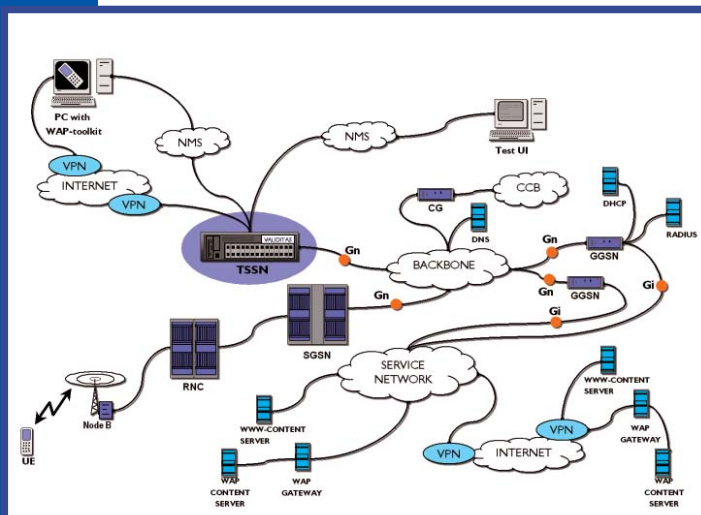 PC with
WAP-toolkit
NMS
NMS
Test UI
VPN
INTERNET
VPN
VALIDITAS
TSSN
Gn
CG
CCB
DNS
BACKBONE
DHCP
RADIUS
Gn
GGSN
Gn
GGSN
Gi
Gi
Gn
SGSN
RNC
Node B
UE
SERVICE
NETWORK
WWW-CONTENT
SERVER
WAP
CONTENT
SERVER
WAP
GATEWAY
VPN
INTERNET
VPN
WWW-CONTENT
SERVER
WAP
GATEWAY
WAP
CONTENT
SERVER